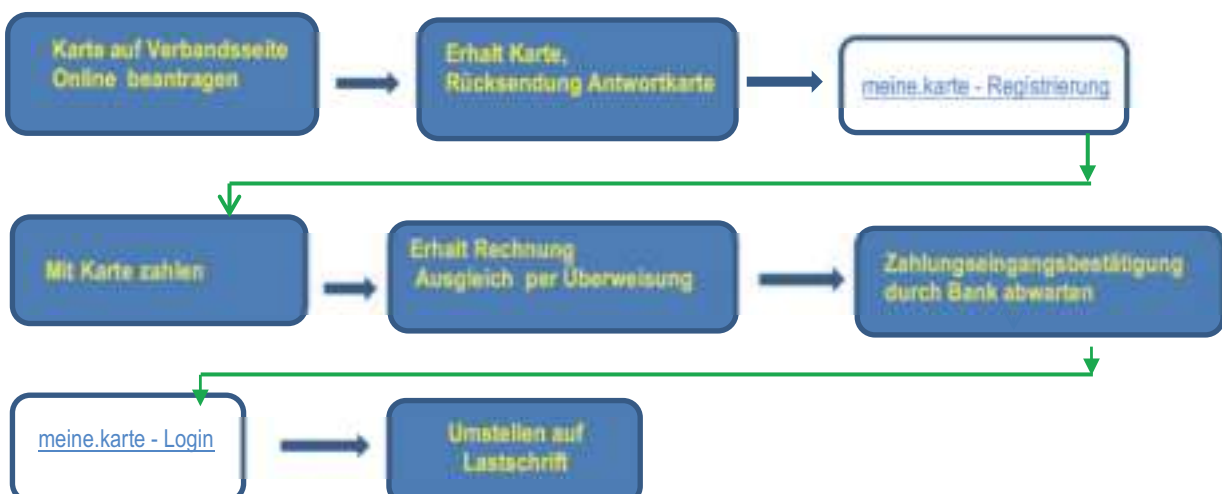 Karte auf Verbandsseite
Online beantragen
Erhalt Karte,
Rücksendung Antwortkarte
meine.karte - Registrierung
Mit Karte zahlen
Erhalt Rechnung
Ausgleich per Überweisung
Zahlungseingangsbestätigung
durch Bank abwarten
meine.karte - Login
Umstellen auf
Lastschrift